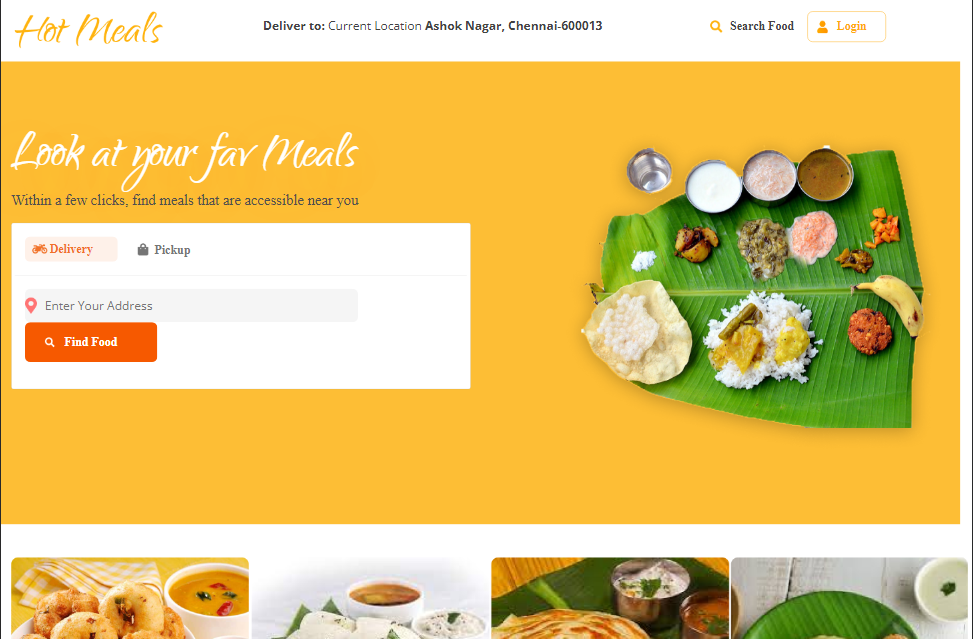 Hot Meals
Deliver to: Current Location Ashok Nagar, Chennai-600013
Search Food
Login
Look at your fav Meals
Within a few clicks, find meals that are accessible near you
Delivery
Pickup
Enter Your Address
Find Food